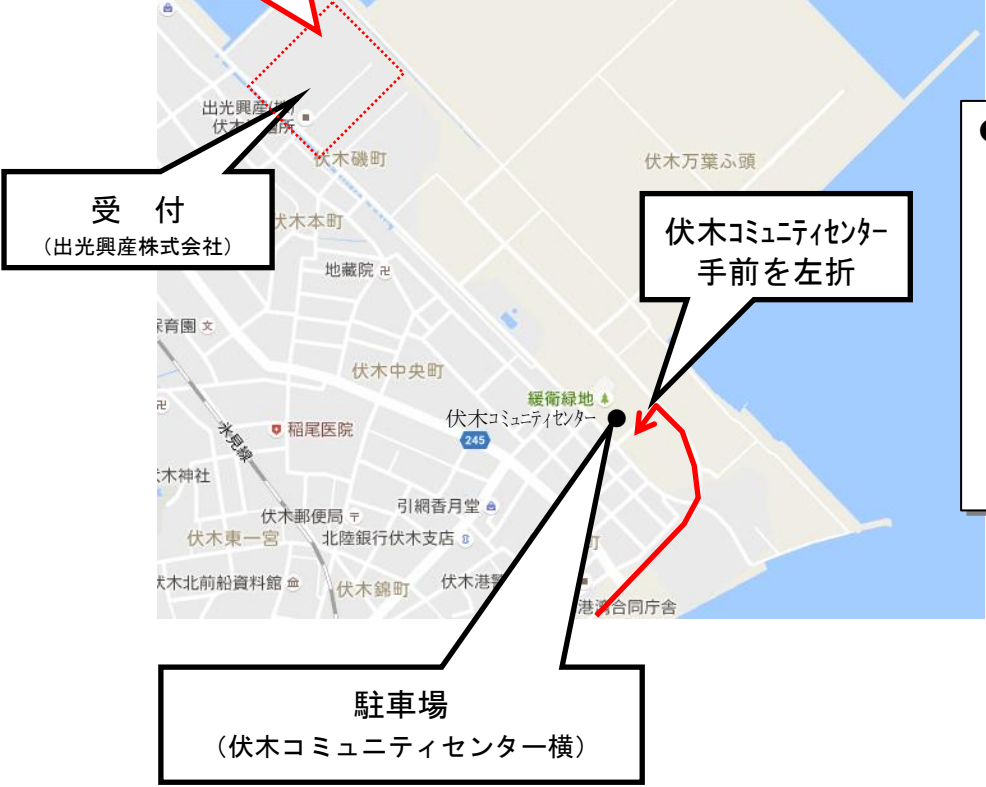 出光興産(株)
伏木
所
伏木磯町
伏木万葉ふ頭
受　付
(出光興産株式会社)
伏木本町
伏木コミュニティセンター
手前を左折
地蔵院
保育園
伏木中央町
緩衛緑地
伏木コミュニティセンター
245
稲尾医院
氷見線
木神社
引網香月堂
伏木郵便局
北陸銀行伏木支店
伏木東一宮
町
伏木北前船資料館
伏木錦町
伏木港
港湾合同庁舎
駐車場
(伏木コミュニティセンター横)